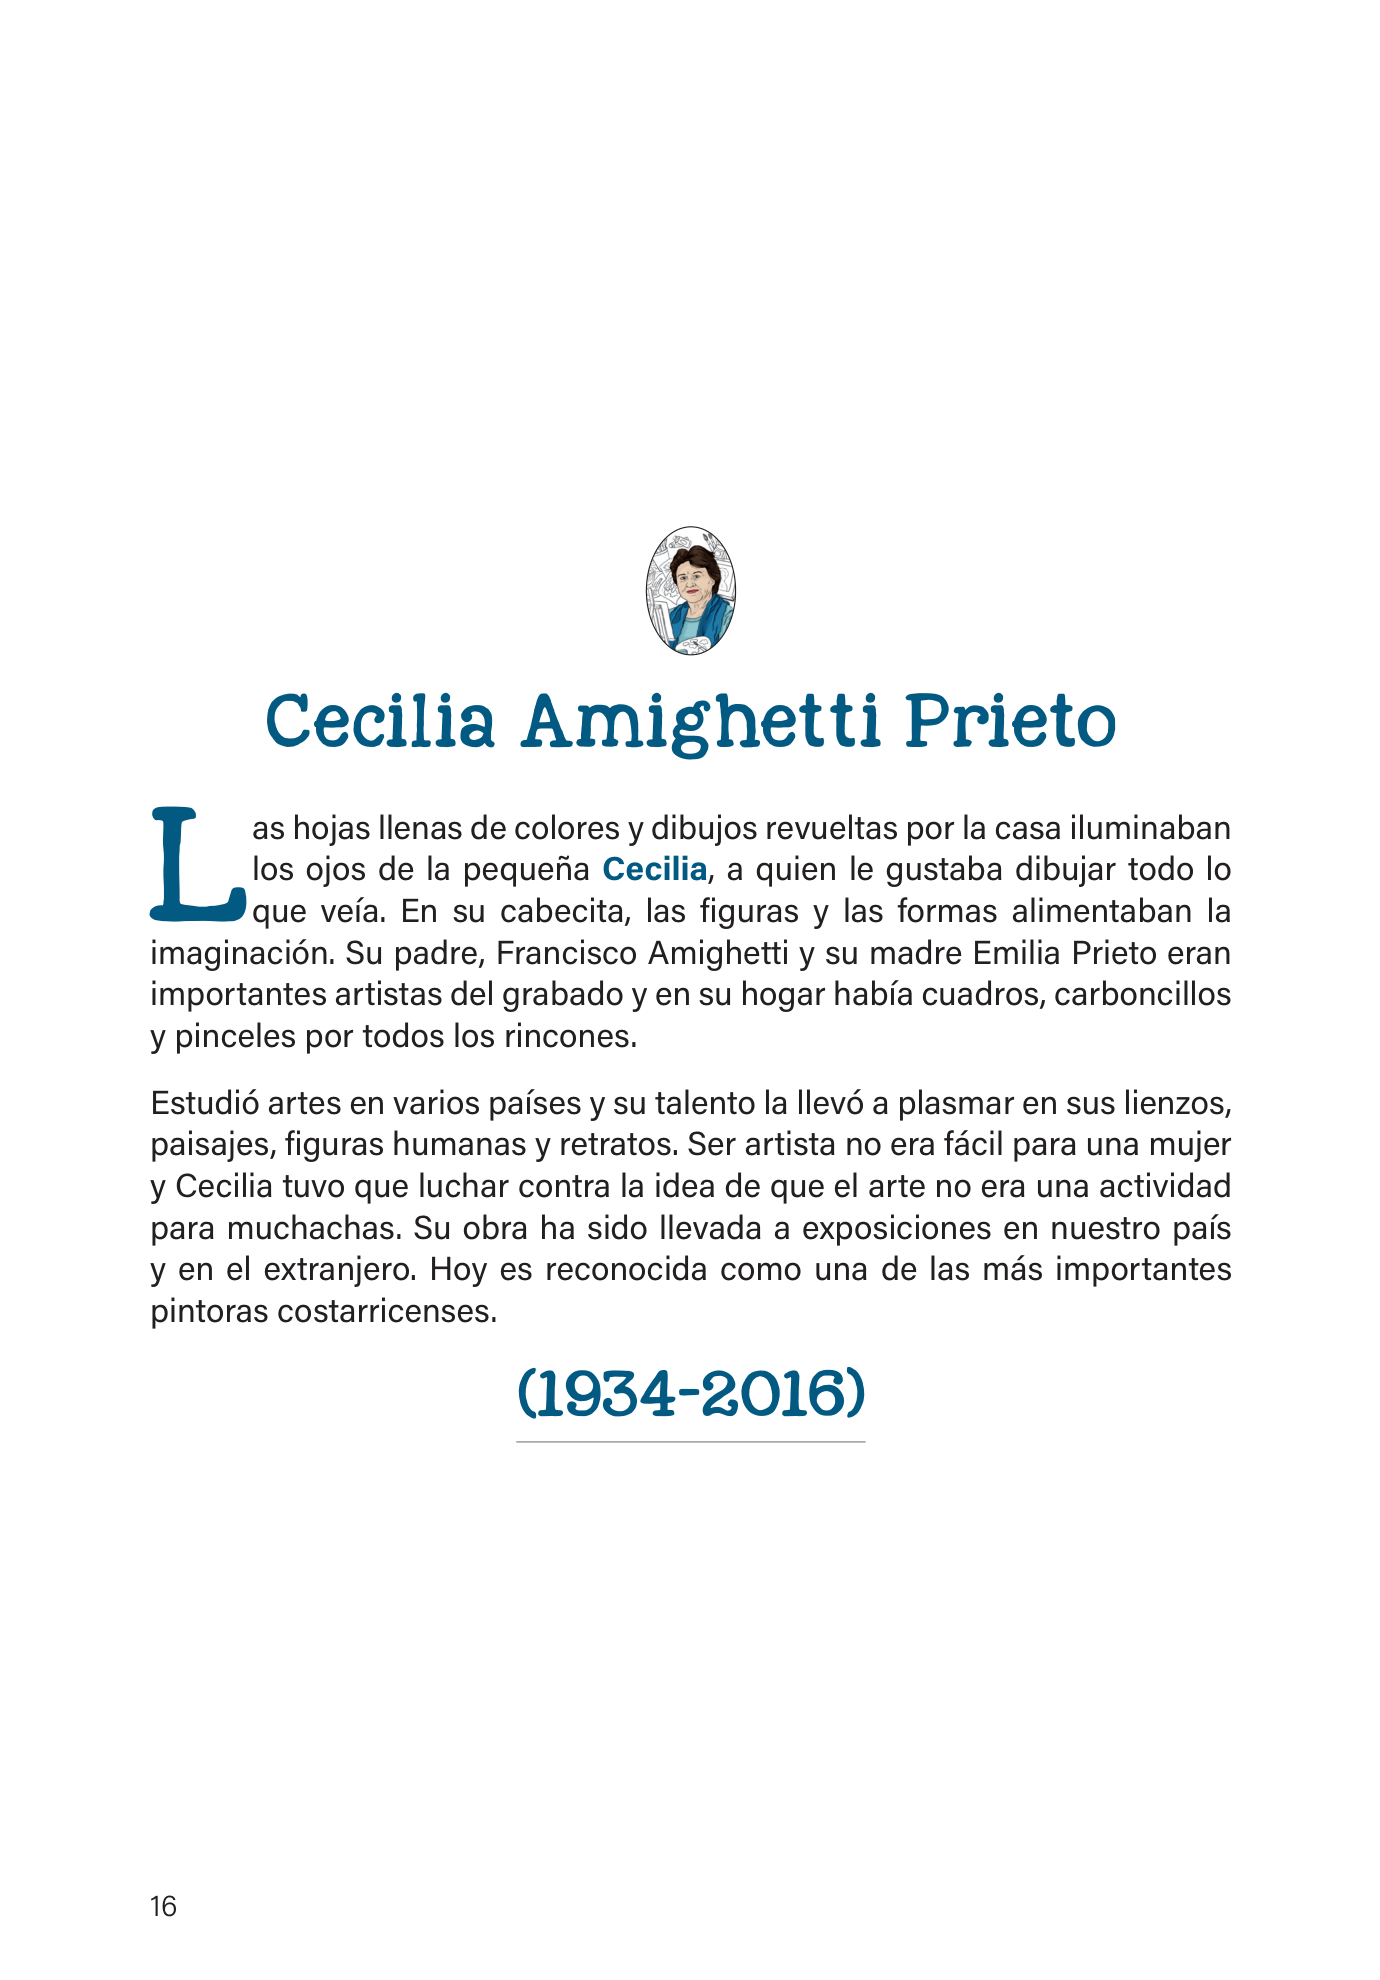 Cecilia Amighetti Prieto
Las hojas llenas de colores y dibujos revueltas por la casa iluminaban
los ojos de la pequeña Cecilia, a quien le gustaba dibujar todo lo
que veía. En su cabecita, las figuras y las formas alimentaban la
imaginación. Su padre, Francisco Amighetti y su madre Emilia Prieto eran
importantes artistas del grabado y en su hogar había cuadros, carboncillos
y pinceles por todos los rincones.
Estudió artes en varios países y su talento la llevó a plasmar en sus lienzos,
paisajes, figuras humanas y retratos. Ser artista no era fácil para una mujer
y Cecilia tuvo que luchar contra la idea de que el arte no era una actividad
para muchachas. Su obra ha sido llevada a exposiciones en nuestro país
y en el extranjero. Hoy es reconocida como una de las más importantes
pintoras costarricenses.
(1934-2016)
16